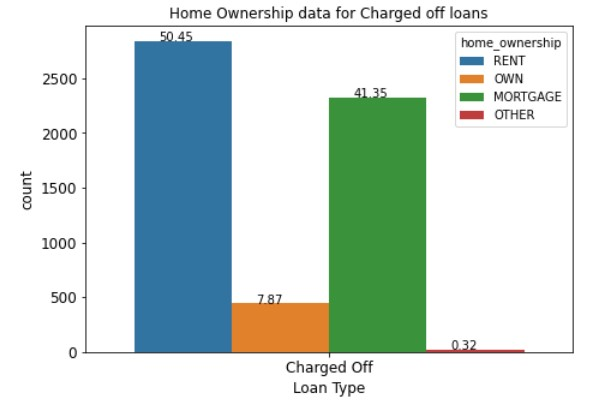 Home Ownership data for Charged off loans
50.45
7.87
41.35
0.32
home_ownership
RENT
OWN
MORTGAGE
OTHER
2500
2000
1500
1000
500
0
count
Charged Off
Loan Type